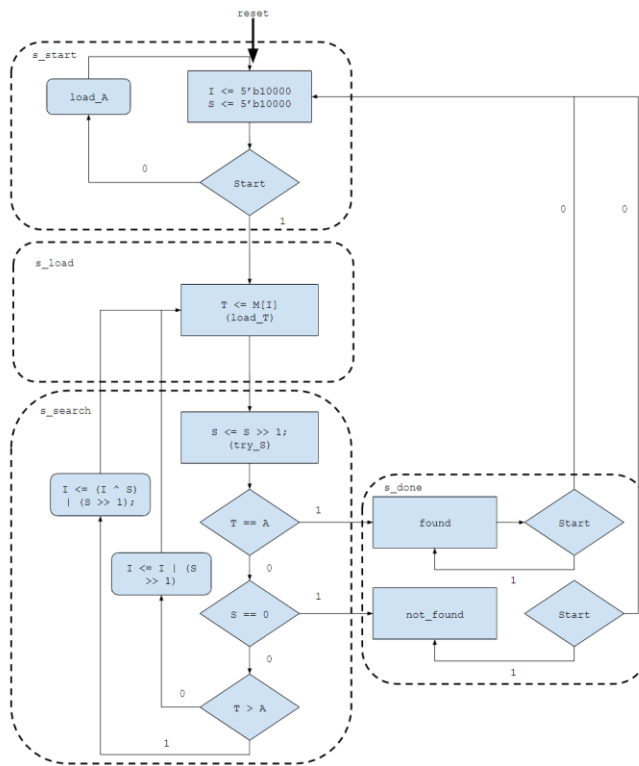 reset
s_start
load_A
I <= 5'b10000
S <= 5'b10000
0
Start
1
0
0
s_load
T <= M[I]
(load_T)
s_search
S <= S >> 1;
(try_S)
I <= (I ^ S)
| (S >> 1);
s_done
T == A
1
found
Start
I <= I | (S
>> 1)
0
1
S == 0
1
not_found
Start
0
1
0
T > A
1